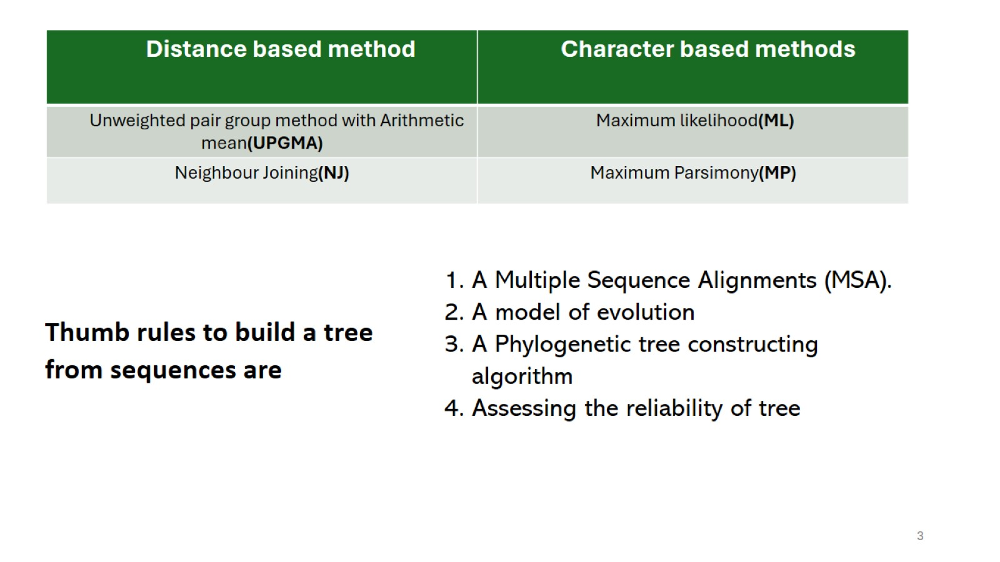 Distance based method
Character based methods
Unweighted pair group method with Arithmetic
mean(UPGMA)
Maximum likelihood(ML)
Neighbour Joining(NJ)
Maximum Parsimony(MP)
Thumb rules to build a tree
from sequences are
1. A Multiple Sequence Alignments (MSA).
2. A model of evolution
3. A Phylogenetic tree constructing
algorithm
4. Assessing the reliability of tree
3